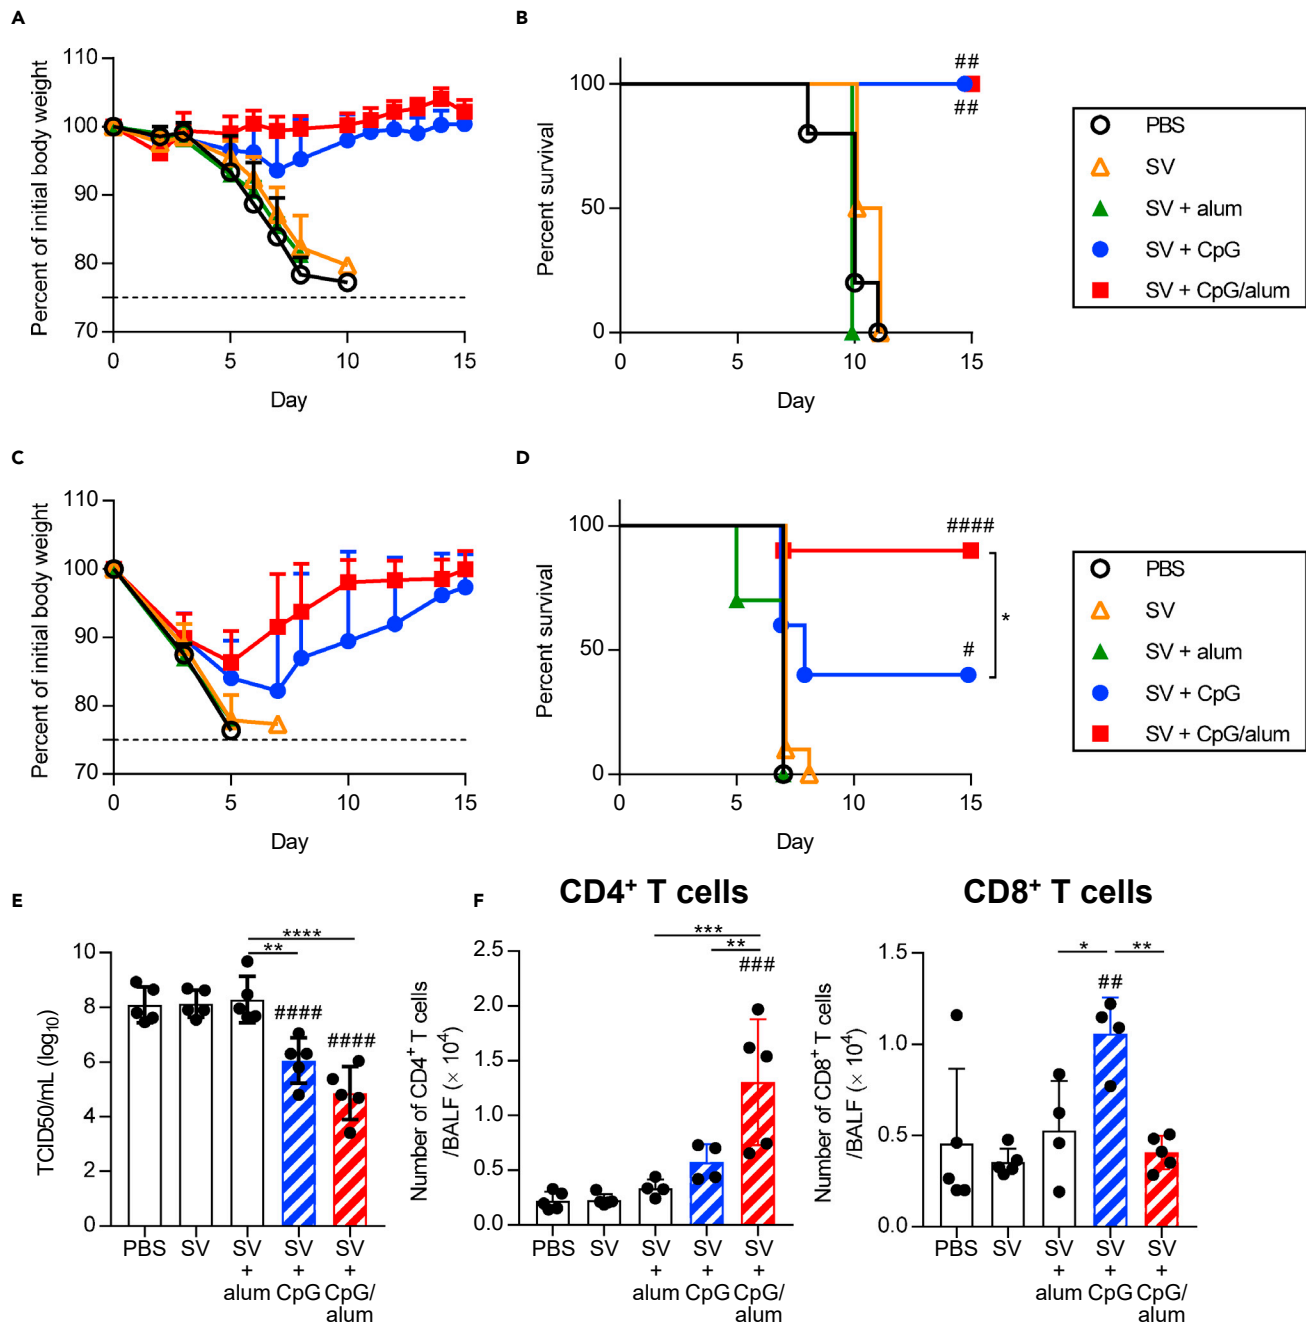 A
B
110
100
90
80
70
Percent of initial body weight
0
5
10
15
Day
100
50
0
Percent survival
##
##
0
5
10
15
Day
PBS
SV
SV + alum
SV + CpG
SV + CpG/alum
C
D
110
100
90
80
70
Percent of initial body weight
0
5
10
15
Day
100
50
0
Percent survival
####
#
*
0
5
10
15
Day
PBS
SV
SV + alum
SV + CpG
SV + CpG/alum
E
10
8
6
4
2
0
TCID50/mL (log10)
****
**
####
####
PBS
SV
SV + alum
SV + CpG
SV + CpG/ alum
F
CD4+ T cells
2.5
2.0
1.5
1.0
0.5
0.0
Number of CD4+ T cells
/BALF (× 10⁴)
***
**
###
PBS
SV
SV + alum
SV + CpG
SV + CpG/ alum
CD8+ T cells
1.5
1.0
0.5
0.0
Number of CD8+ T cells
/BALF (× 10⁴)
*
**
##
PBS
SV
SV + alum
SV + CpG
SV + CpG/ alum